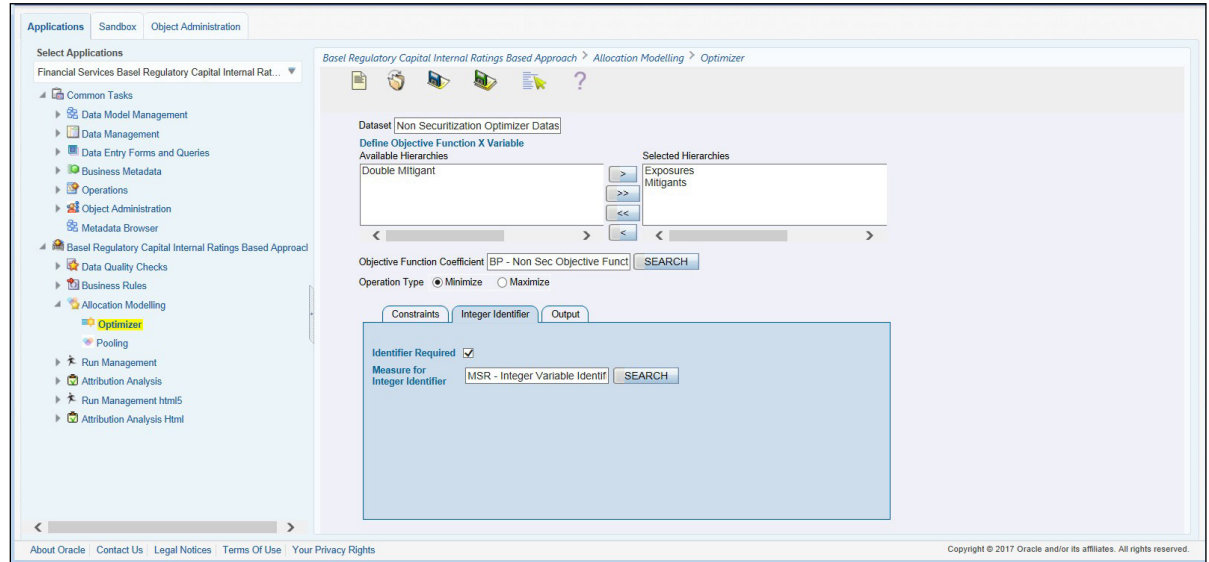 Applications Sandbox Object Administration
Select Applications
Financial Services Basel Regulatory Capital Internal Rat...
Common Tasks
Data Model Management
Data Management
Data Entry Forms and Queries
Business Metadata
Operations
Object Administration
Metadata Browser
Basel Regulatory Capital Internal Ratings Based Approacl
Data Quality Checks
Business Rules
Allocation Modelling
Optimizer
Pooling
Run Management
Attribution Analysis
Run Management html5
Attribution Analysis Html
Basel Regulatory Capital Internal Ratings Based Approach > Allocation Modelling > Optimizer
?
Dataset Non Securitization Optimizer Datas
Define Objective Function X Variable
Available Hierarchies Selected Hierarchies
Double MItigant
>
>>
<<
<
Exposures
Mitigants
Objective Function Coefficient BP - Non Sec Objective Funct SEARCH
Operation Type Minimize Maximize
Constraints Integer Identifier Output
Identifier Required
Measure for
Integer Identifier MSR - Integer Variable Identif SEARCH
About Oracle Contact Us Legal Notices Terms Of Use Your Privacy Rights
Copyright © 2017 Oracle and/or its affiliates. All rights reserved.